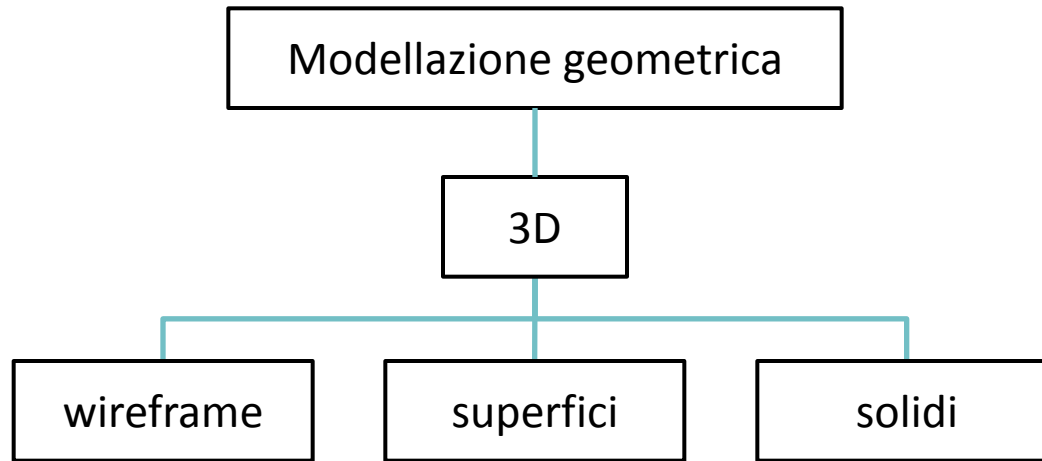 Modellazione geometrica
3D
wireframe
superfici
solidi